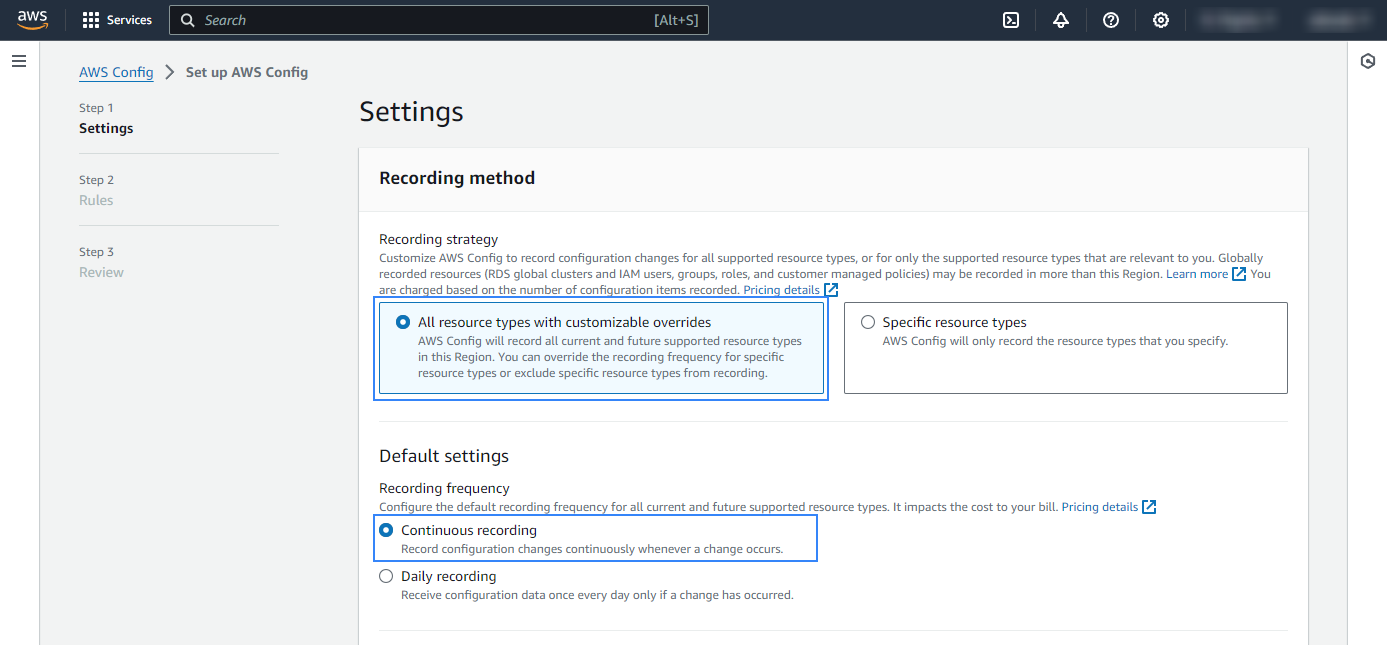 aws
Services
Search
[Alt+S]
AWS Config
Set up AWS Config
Step 1
Settings
Step 2
Rules
Step 3
Review
Settings
Recording method
Recording strategy
Customize AWS Config to record configuration changes for all supported resource types, or for only the supported resource types that are relevant to you. Globally
recorded resources (RDS global clusters and IAM users, groups, roles, and customer managed policies) may be recorded in more than this Region. Learn more You
are charged based on the number of configuration items recorded. Pricing details
All resource types with customizable overrides
AWS Config will record all current and future supported resource types
in this Region. You can override the recording frequency for specific
resource types or exclude specific resource types from recording.
Specific resource types
AWS Config will only record the resource types that you specify.
Default settings
Recording frequency
Configure the default recording frequency for all current and future supported resource types. It impacts the cost to your bill. Pricing details
Continuous recording
Record configuration changes continuously whenever a change occurs.
Daily recording
Receive configuration data once every day only if a change has occurred.